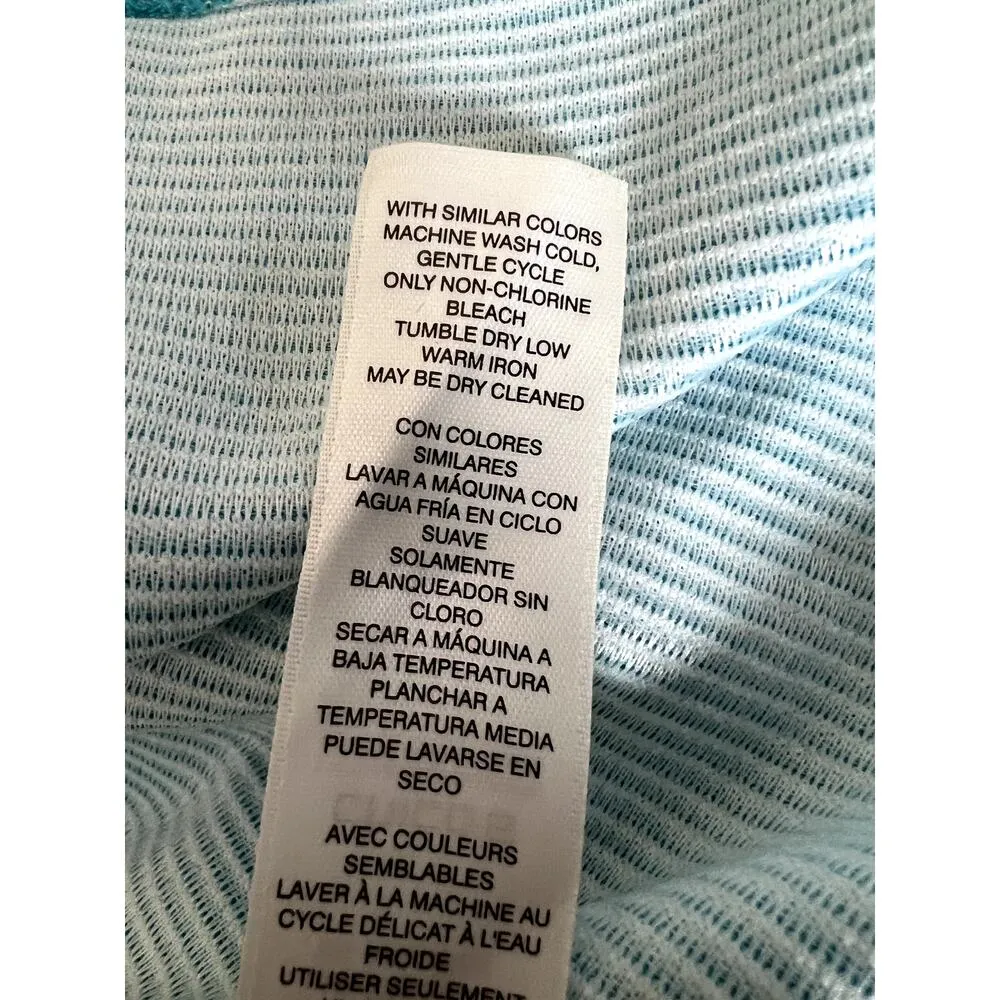 WITH SIMILAR COLORS
MACHINE WASH COLD,
GENTLE CYCLE
ONLY NON-CHLORINE
BLEACH
TUMBLE DRY LOW
WARM IRON
MAY BE DRY CLEANED
CON COLORES
SIMILARES
LAVAR A MÁQUINA CON
AGUA FRÍA EN CICLO
SUAVE
SOLAMENTE
BLANQUEADOR SIN
CLORO
SECAR A MÁQUINA A
BAJA TEMPERATURA
PLANCHAR A
TEMPERATURA MEDIA
PUEDE LAVARSE EN
SECO
AVEC COULEURS
SEMBLABLES
LAVER À LA MACHINE AU
CYCLE DÉLICAT À L'EAU
FROIDE
UTILISER SEULEMENT